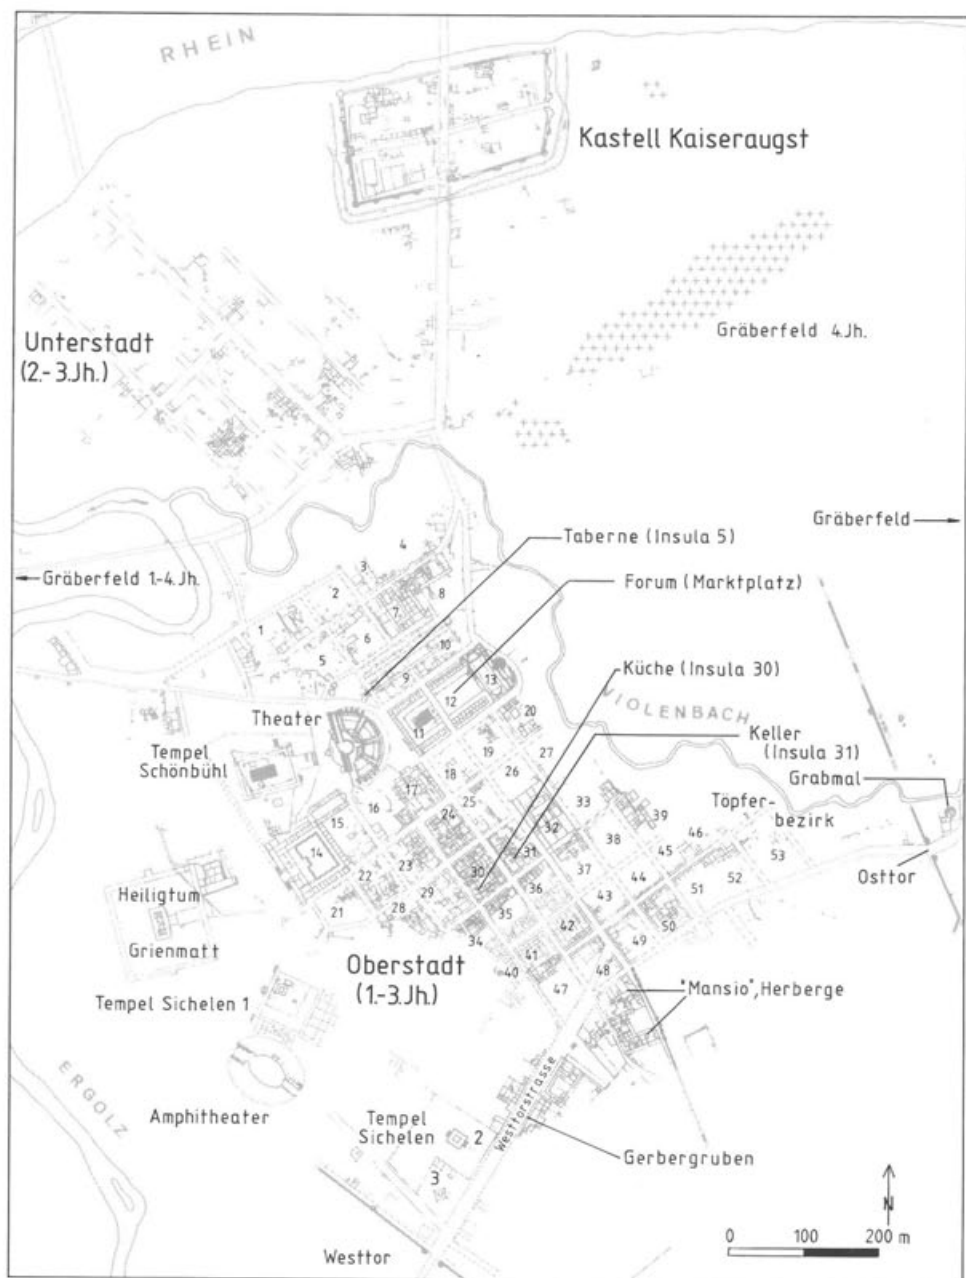 RHEIN
Kastell Kaiseraugst
Unterstadt
(2.-3.Jh.)
Gräberfeld 4.Jh.
Gräberfeld
Taberne (Insula 5)
Gräberfeld 1.-4.Jh.
Forum (Marktplatz)
Küche (Insula 30)
VIOLENBACH
Keller
(Insula 31)
Grabmal
Töpfer-
bezirk
Osttor
Theater
Tempel
Schönbühl
Heiligtum
Grienmatt
Oberstadt
(1.-3.Jh.)
"Mansio", Herberge
Tempel Sichelen 1
ERGOLZ
Amphitheater
Tempel
Sichelen
2
3
Westtorstrasse
Gerbergruben
Westtor
N
0 100 200 m
1
2
3
4
5
6
7
8
9
10
11
12
13
14
15
16
17
18
19
20
21
22
23
24
25
26
27
28
29
30
31
32
33
34
35
36
37
38
39
40
41
42
43
44
45
46
47
48
49
50
51
52
53